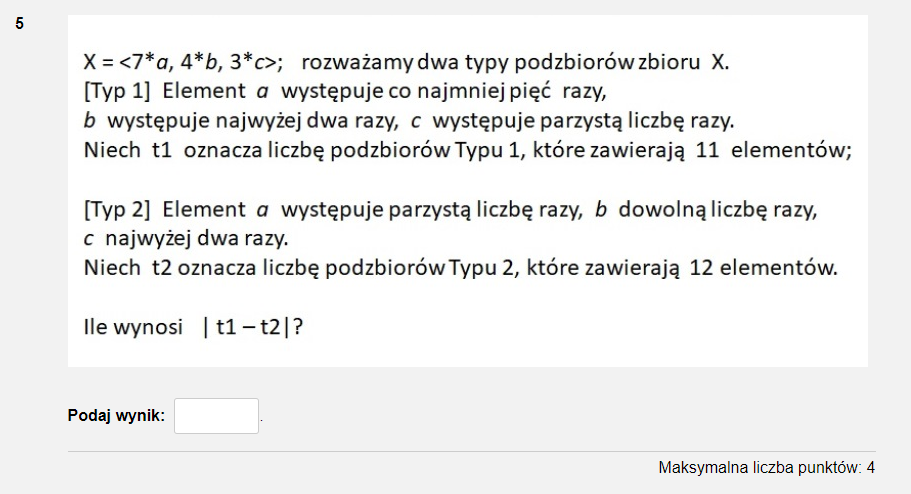 5
X = <7*a, 4*b, 3*c>; rozważamy dwa typy podzbiorów zbioru X.
[Typ 1] Element a występuje co najmniej pięć razy,
b występuje najwyżej dwa razy, c występuje parzystą liczbę razy.
Niech t1 oznacza liczbę podzbiorów Typu 1, które zawierają 11 elementów;
[Typ 2] Element a występuje parzystą liczbę razy, b dowolną liczbę razy,
c najwyżej dwa razy.
Niech t2 oznacza liczbę podzbiorów Typu 2, które zawierają 12 elementów.
Ile wynosi | t1 – t2|?
Podaj wynik: .
Maksymalna liczba punktów: 4